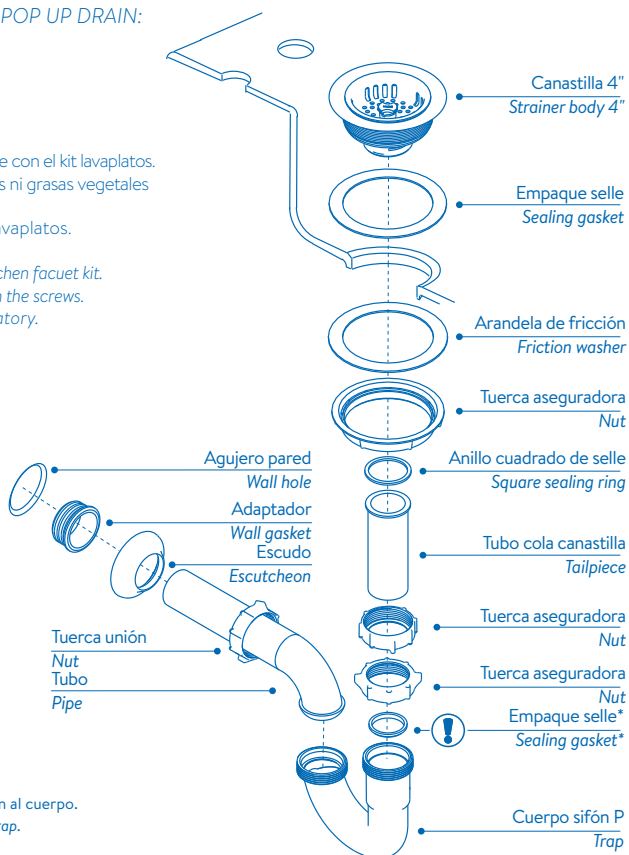 POP UP DRAIN:
e con el kit lavaplatos.
s ni grasas vegetales
avaplatos.
chen facuet kit.
n the screws.
atory.
Canastilla 4"
Strainer body 4"
Empaque selle
Sealing gasket
Arandela de fricción
Friction washer
Tuerca aseguradora
Nut
Anillo cuadrado de selle
Square sealing ring
Tubo cola canastilla
Tailpiece
Tuerca aseguradora
Nut
Tuerca aseguradora
Nut
Empaque selle*
Sealing gasket*
Cuerpo sifón P
Trap
Agujero pared
Wall hole
Adaptador
Wall gasket
Escudo
Escutcheon
Tuerca unión
Nut
Tubo
Pipe
n al cuerpo.
rap.